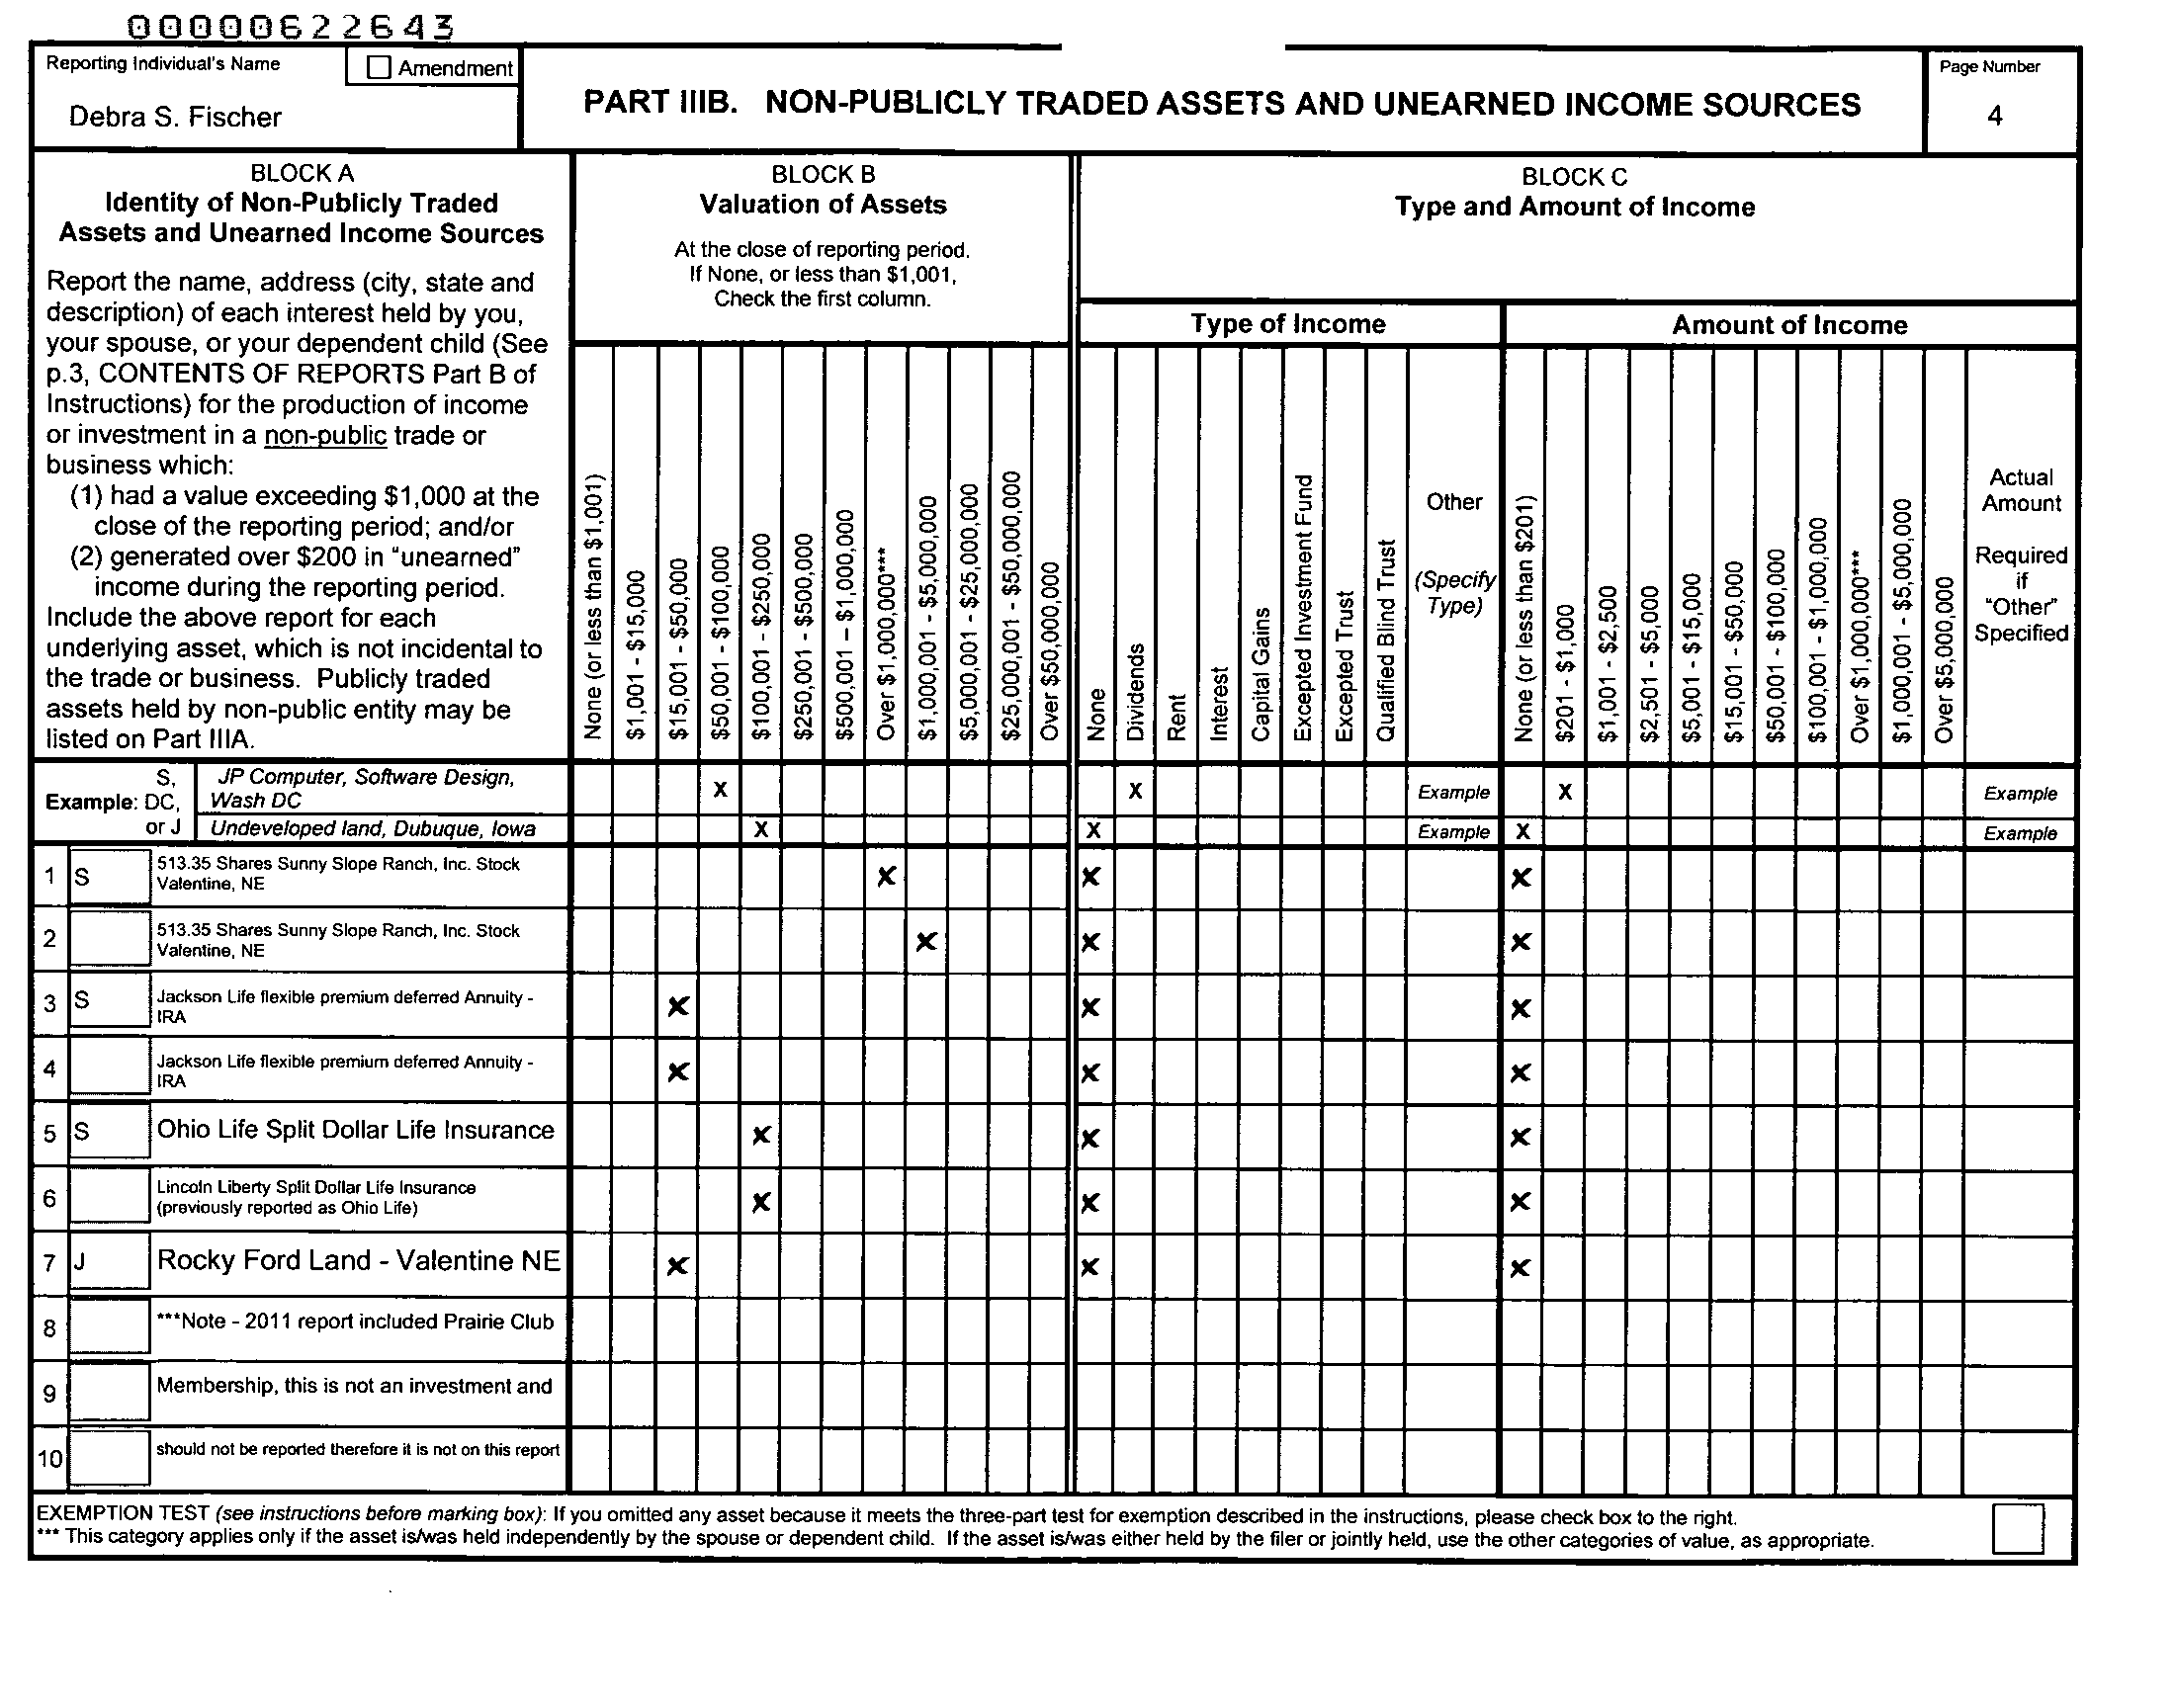 00000622643
Reporting Individual's Name
Amendment
Debra S. Fischer
PART IIIB. NON-PUBLICLY TRADED ASSETS AND UNEARNED INCOME SOURCES
Page Number
4
BLOCK A
Identity of Non-Publicly Traded
Assets and Unearned Income Sources
Report the name, address (city, state and
description) of each interest held by you,
your spouse, or your dependent child (See
p.3, CONTENTS OF REPORTS Part B of
Instructions) for the production of income
or investment in a non-public trade or
business which:
(1) had a value exceeding $1,000 at the
close of the reporting period; and/or
(2) generated over $200 in "unearned"
income during the reporting period.
Include the above report for each
underlying asset, which is not incidental to
the trade or business. Publicly traded
assets held by non-public entity may be
listed on Part IIIA.
BLOCK B
Valuation of Assets
At the close of reporting period.
If None, or less than $1,001,
Check the first column.
None (or less than $1,001)
$1,001 - $15,000
$15,001 - $50,000
$50,001 - $100,000
$100,001 - $250,000
$250,001 - $500,000
$500,001 – $1,000,000
Over $1,000,000***
$1,000,001 - $5,000,000
$5,000,001 - $25,000,000
$25,000,001 - $50,000,000
Over $50,000,000
BLOCK C
Type and Amount of Income
Type of Income
None
Dividends
Rent
Interest
Capital Gains
Excepted Investment Fund
Excepted Trust
Qualified Blind Trust
Other
(Specify
Type)
Amount of Income
None (or less than $201)
$201 - $1,000
$1,001 - $2,500
$2,501 - $5,000
$5,001 - $15,000
$15,001 - $50,000
$50,001 - $100,000
$100,001 - $1,000,000
Over $1,000,000***
$1,000,001 - $5,000,000
Over $5,000,000
Actual
Amount
Required
if
"Other"
Specified
S,
Example: DC,
or J
JP Computer, Software Design,
Wash DC
X X Example X Example
Undeveloped land, Dubuque, Iowa X X Example X Example
1 S 513.35 Shares Sunny Slope Ranch, Inc. Stock
Valentine, NE
X X X
2 513.35 Shares Sunny Slope Ranch, Inc. Stock
Valentine, NE
X X X
3 S Jackson Life flexible premium deferred Annuity -
IRA
X X X
4 Jackson Life flexible premium deferred Annuity -
IRA
X X X
5 S Ohio Life Split Dollar Life Insurance X X X
6 Lincoln Liberty Split Dollar Life Insurance
(previously reported as Ohio Life)
X X X
7 J Rocky Ford Land - Valentine NE X X X
8 ***Note - 2011 report included Prairie Club
9 Membership, this is not an investment and
10 should not be reported therefore it is not on this report
EXEMPTION TEST (see instructions before marking box): If you omitted any asset because it meets the three-part test for exemption described in the instructions, please check box to the right.
*** This category applies only if the asset is/was held independently by the spouse or dependent child. If the asset is/was either held by the filer or jointly held, use the other categories of value, as appropriate.